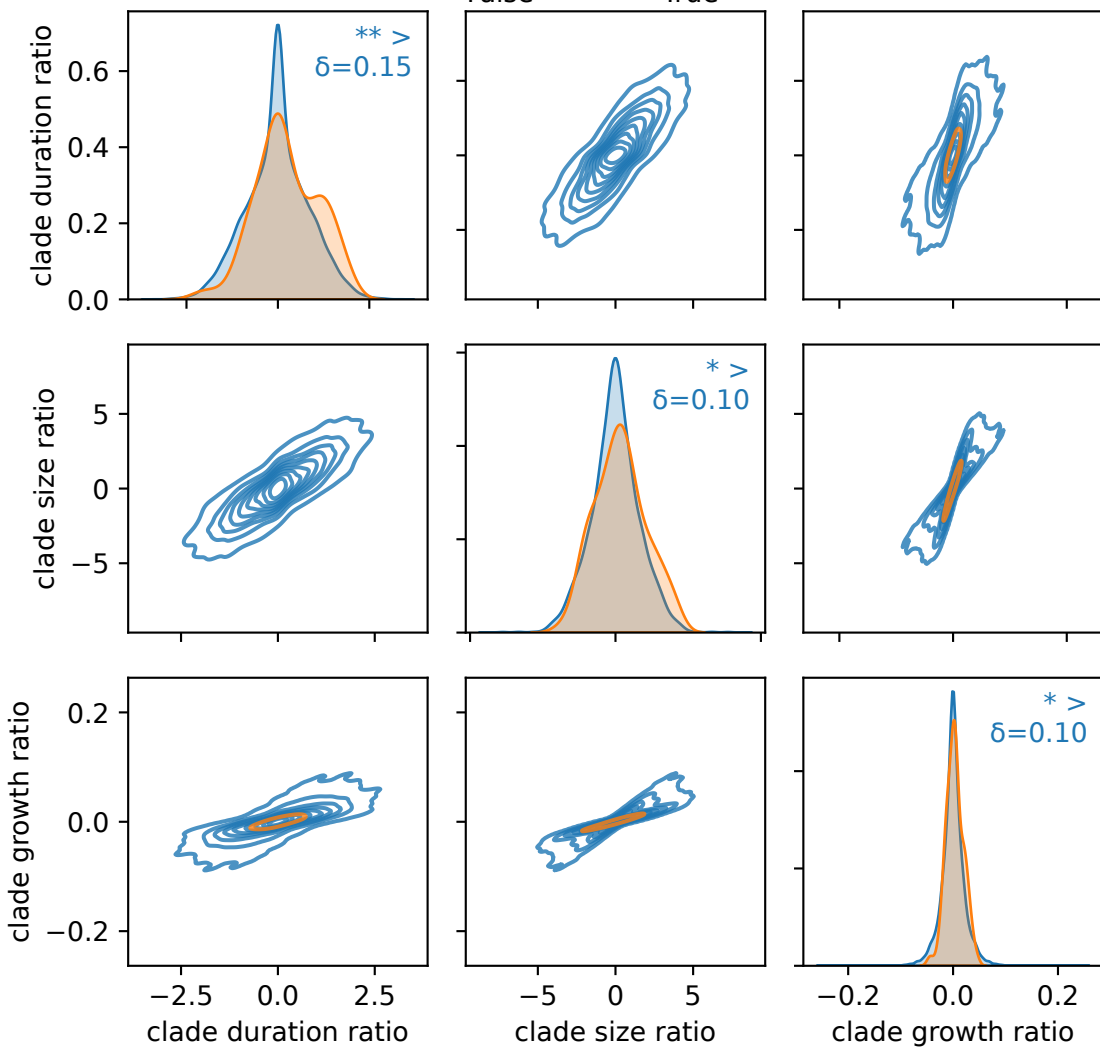 False True
clade duration ratio
0.6
0.4
0.2
0.0
** >
δ=0.15
clade size ratio
5
0
−5
* >
δ=0.10
clade growth ratio
0.2
0.0
−0.2
* >
δ=0.10
−2.5 0.0 2.5
−5 0 5
−0.2 0.0 0.2
clade duration ratio
clade size ratio
clade growth ratio